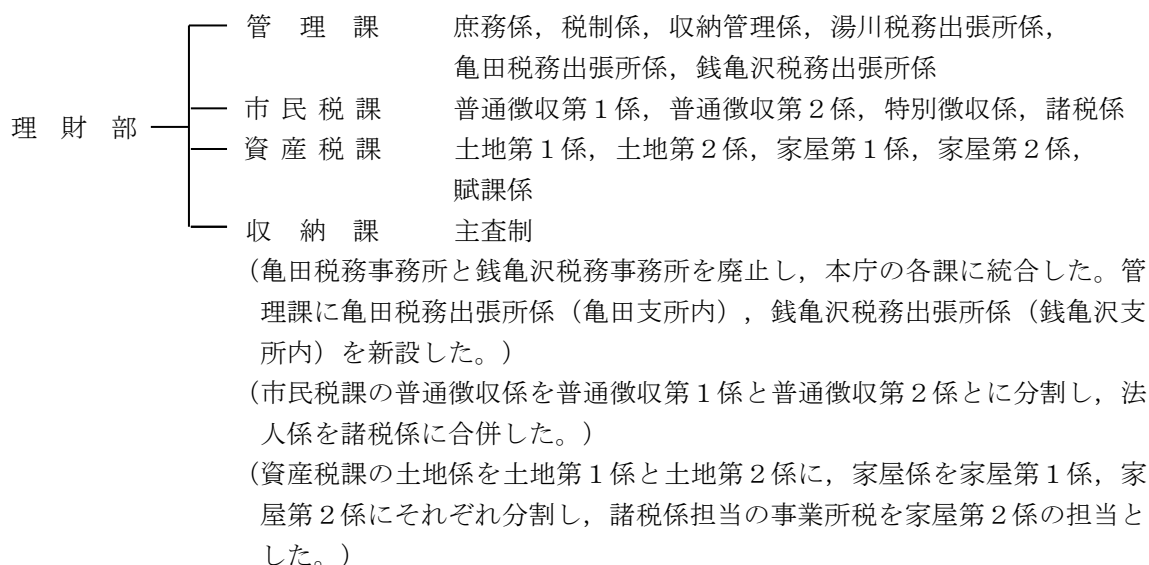 管理課 庶務係，税制係，収納管理係，湯川税務出張所係，
亀田税務出張所係，銭亀沢税務出張所係
理財部 市民税課 普通徴収第１係，普通徴収第２係，特別徴収係，諸税係
資産税課 土地第１係，土地第２係，家屋第１係，家屋第２係，
賦課係
収納課 主査制
（亀田税務事務所と銭亀沢税務事務所を廃止し，本庁の各課に統合した。管
理課に亀田税務出張所係（亀田支所内），銭亀沢税務出張所係（銭亀沢支
所内）を新設した。）
（市民税課の普通徴収係を普通徴収第１係と普通徴収第２係とに分割し，法
人係を諸税係に合併した。）
（資産税課の土地係を土地第１係と土地第２係に，家屋係を家屋第１係，家
屋第２係にそれぞれ分割し，諸税係担当の事業所税を家屋第２係の担当と
した。）